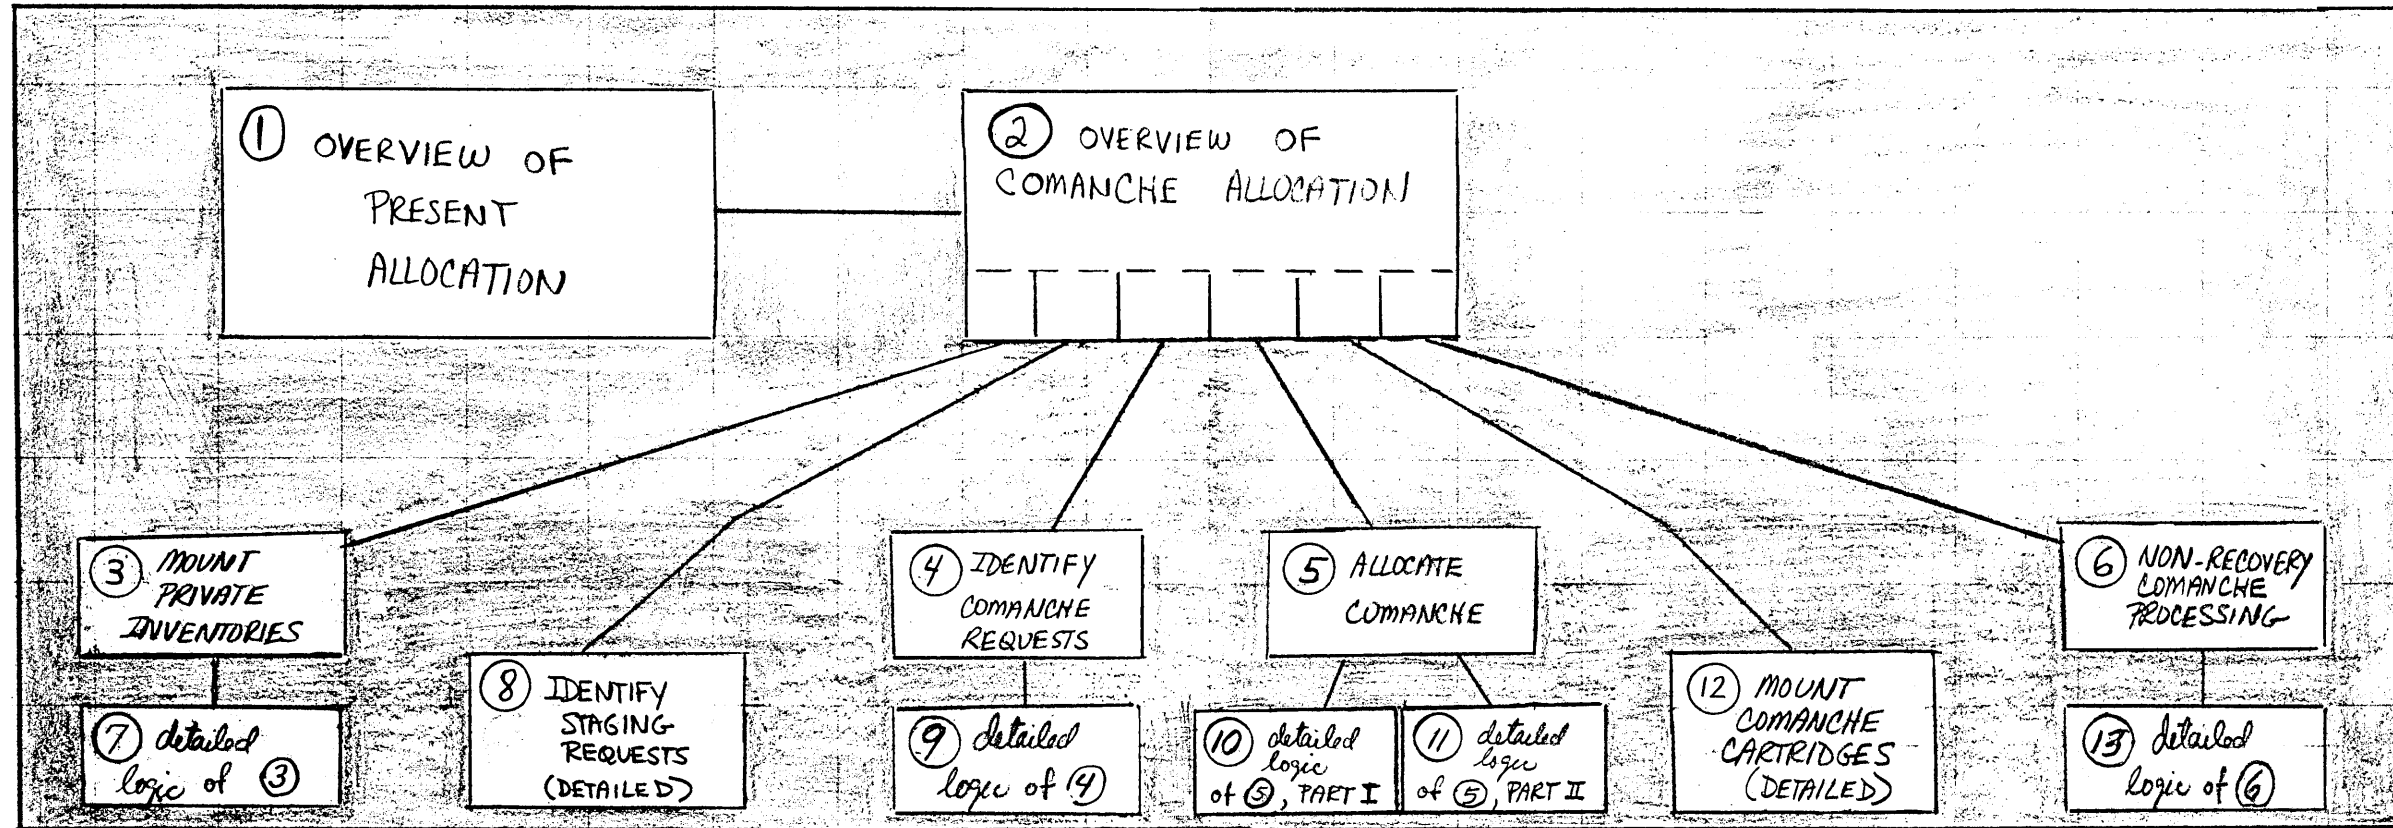 ① OVERVIEW OF
PRESENT
ALLOCATION
② OVERVIEW OF
COMANCHE ALLOCATION
③ MOUNT
PRIVATE
INVENTORIES
④ IDENTIFY
COMANCHE
REQUESTS
⑤ ALLOCATE
COMANCHE
⑥ NON-RECOVERY
COMANCHE
PROCESSING
⑦ detailed
logic of ③
⑧ IDENTIFY
STAGING
REQUESTS
(DETAILED)
⑨ detailed
logic of ④
⑩ detailed
logic
of ⑤, PART I
⑪ detailed
logic
of ⑤, PART II
⑫ MOUNT
COMANCHE
CARTRIDGES
(DETAILED)
⑬ detailed
logic of ⑥